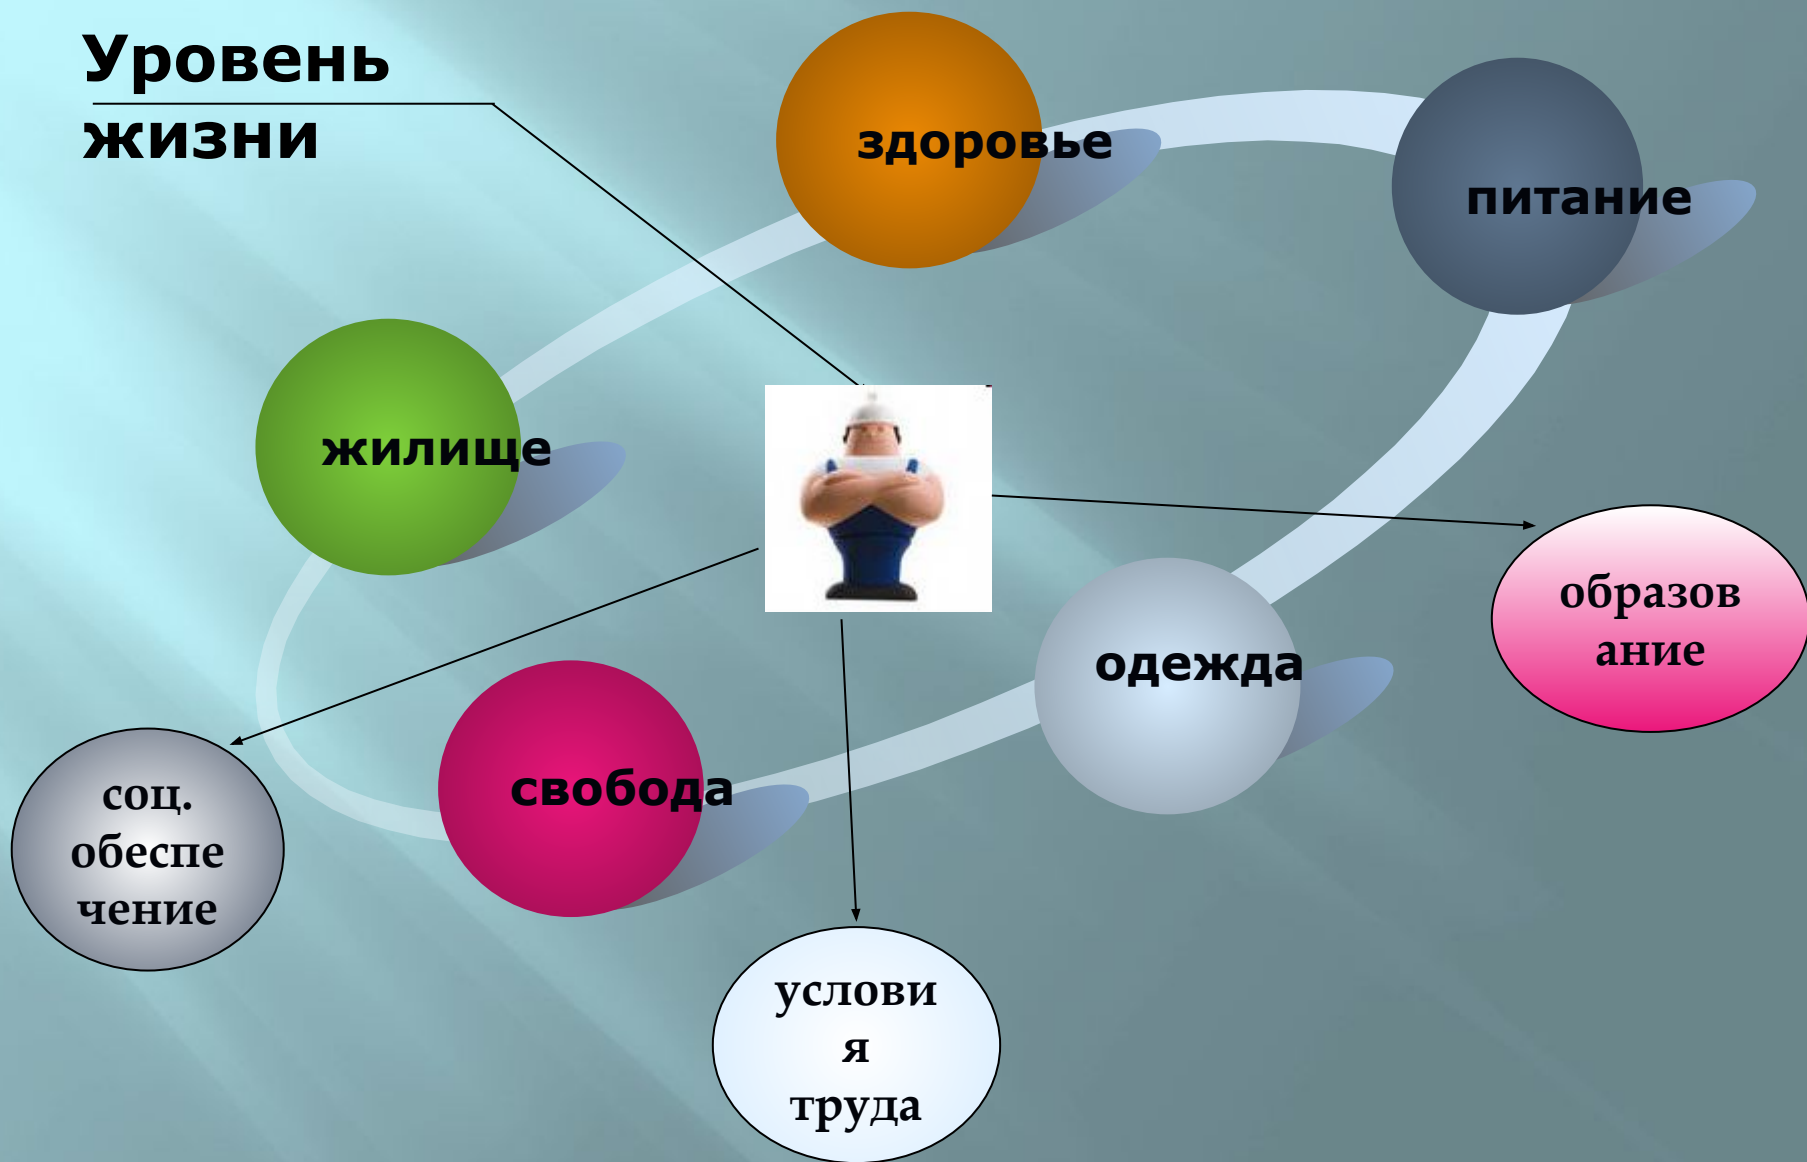 Уровень
жизни
здоровье
питание
жилище
образов
ание
одежда
свобода
соц.
обеспе
чение
услови
я
труда